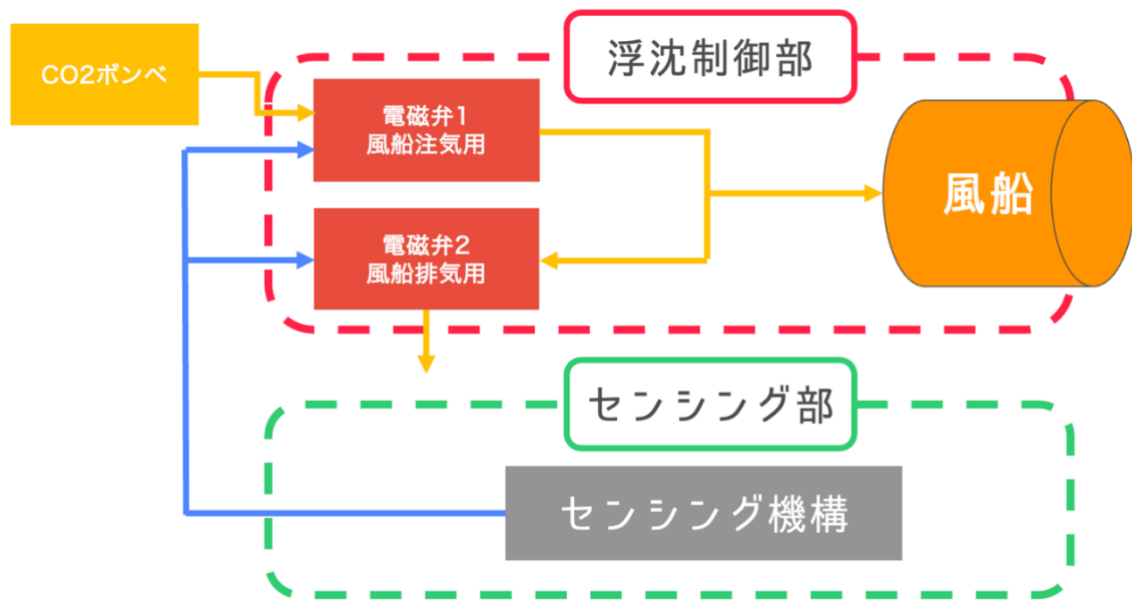 浮沈制御部
CO2ボンベ
電磁弁1
風船注気用
風船
電磁弁2
風船排気用
センシング部
センシング機構